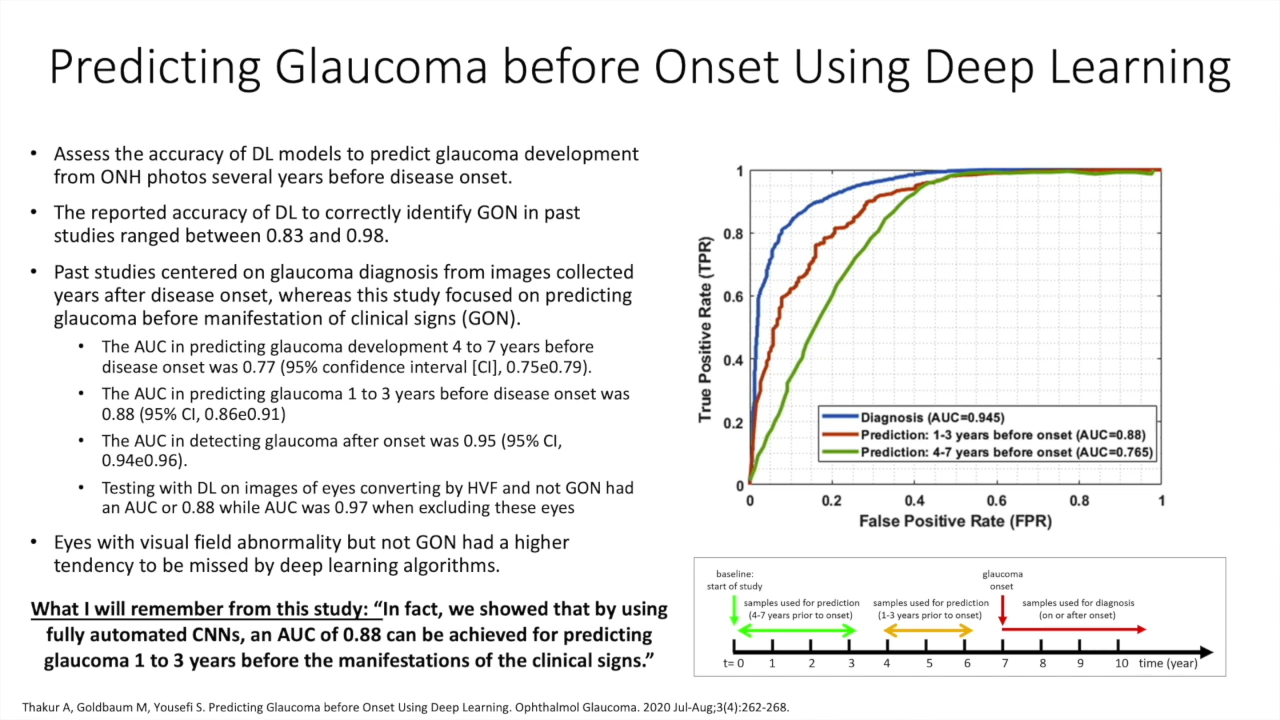 Predicting Glaucoma before Onset Using Deep Learning
• Assess the accuracy of DL models to predict glaucoma development
from ONH photos several years before disease onset.
• The reported accuracy of DL to correctly identify GON in past
studies ranged between 0.83 and 0.98.
• Past studies centered on glaucoma diagnosis from images collected
years after disease onset, whereas this study focused on predicting
glaucoma before manifestation of clinical signs (GON).
• The AUC in predicting glaucoma development 4 to 7 years before
disease onset was 0.77 (95% confidence interval [CI], 0.75e0.79).
• The AUC in predicting glaucoma 1 to 3 years before disease onset was
0.88 (95% CI, 0.86e0.91)
• The AUC in detecting glaucoma after onset was 0.95 (95% CI,
0.94e0.96).
• Testing with DL on images of eyes converting by HVF and not GON had
an AUC or 0.88 while AUC was 0.97 when excluding these eyes
• Eyes with visual field abnormality but not GON had a higher
tendency to be missed by deep learning algorithms.
What I will remember from this study: “In fact, we showed that by using
fully automated CNNs, an AUC of 0.88 can be achieved for predicting
glaucoma 1 to 3 years before the manifestations of the clinical signs.”
True Positive Rate (TPR)
1
0.8
0.6
0.4
0.2
0
Diagnosis (AUC=0.945)
Prediction: 1-3 years before onset (AUC=0.88)
Prediction: 4-7 years before onset (AUC=0.765)
0 0.2 0.4 0.6 0.8 1
False Positive Rate (FPR)
baseline:
start of study
glaucoma
onset
samples used for prediction
(4-7 years prior to onset)
samples used for prediction
(1-3 years prior to onset)
samples used for diagnosis
(on or after onset)
t= 0 1 2 3 4 5 6 7 8 9 10 time (year)
Thakur A, Goldbaum M, Yousefi S. Predicting Glaucoma before Onset Using Deep Learning. Ophthalmol Glaucoma. 2020 Jul-Aug;3(4):262-268.